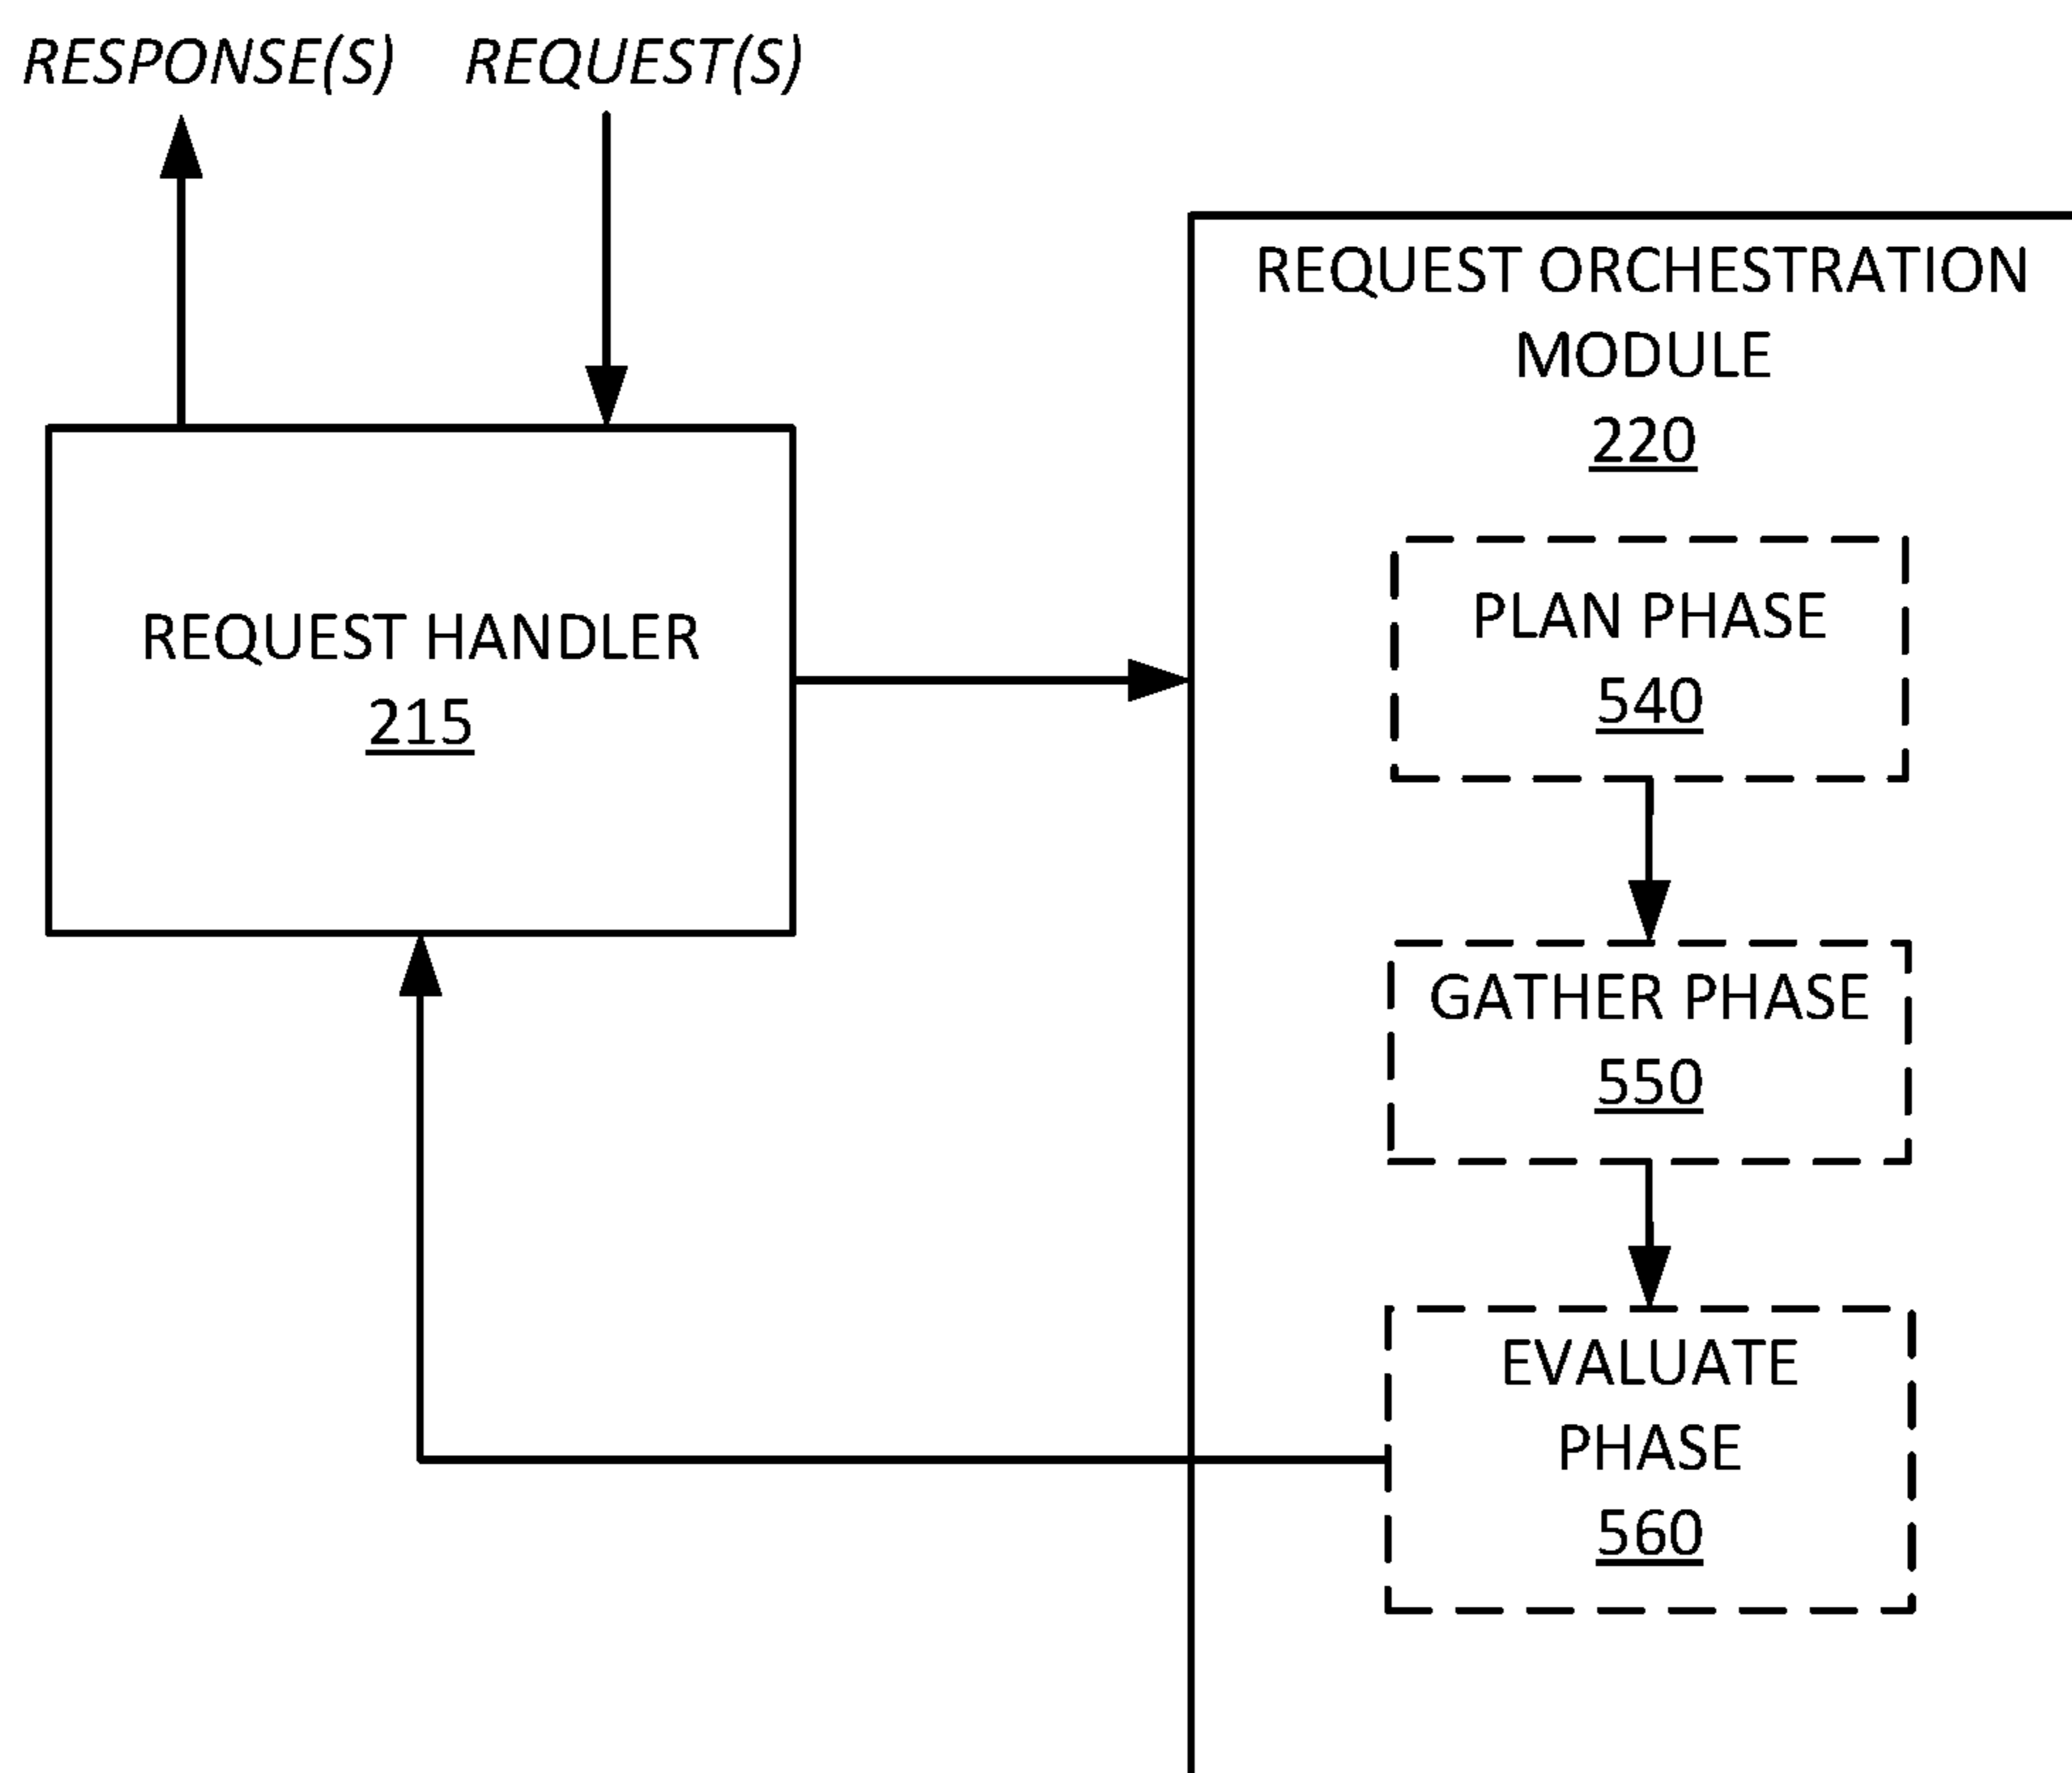 RESPONSE(S)
REQUEST(S)
REQUEST HANDLER
215
REQUEST ORCHESTRATION
MODULE
220
PLAN PHASE
540
GATHER PHASE
550
EVALUATE
PHASE
560